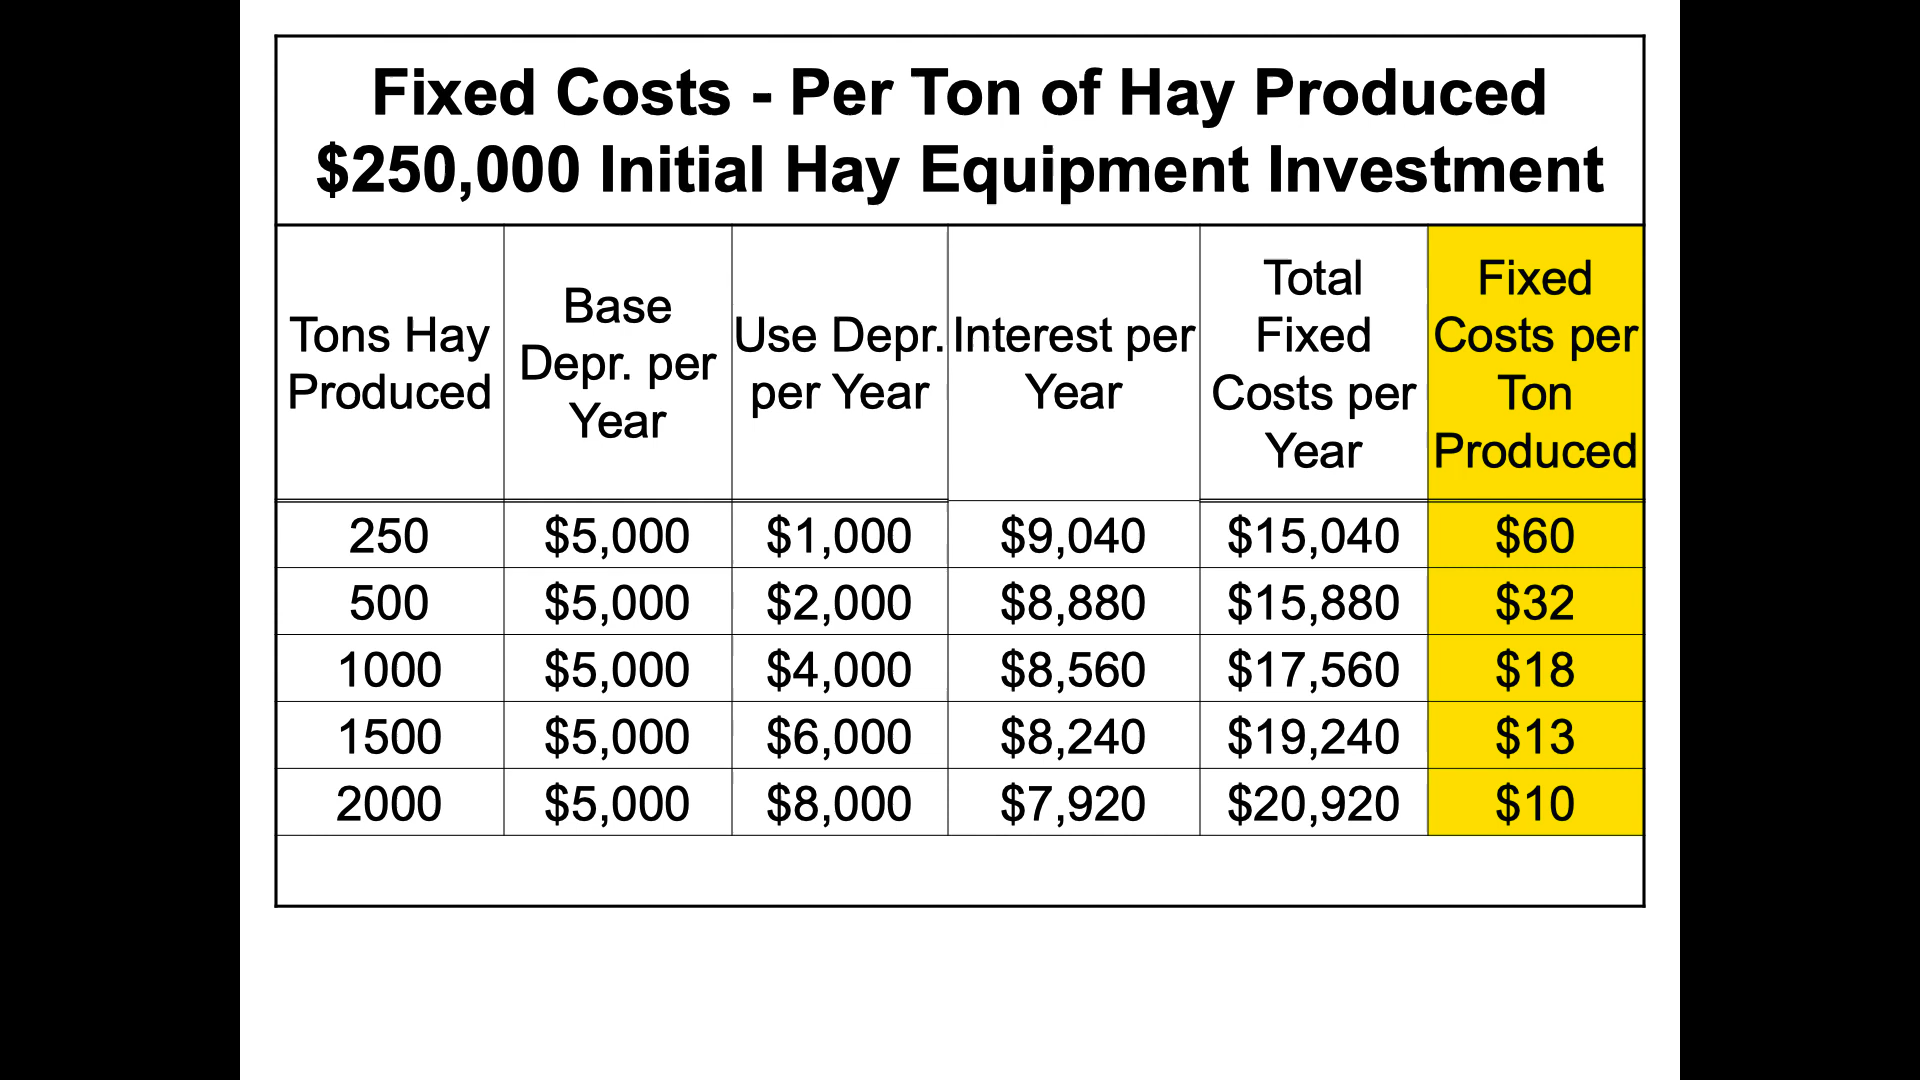 Fixed Costs - Per Ton of Hay Produced
$250,000 Initial Hay Equipment Investment
Tons Hay Produced | Base Depr. per Year | Use Depr. per Year | Interest per Year | Total Fixed Costs per Year | Fixed Costs per Ton Produced
250 | $5,000 | $1,000 | $9,040 | $15,040 | $60
500 | $5,000 | $2,000 | $8,880 | $15,880 | $32
1000 | $5,000 | $4,000 | $8,560 | $17,560 | $18
1500 | $5,000 | $6,000 | $8,240 | $19,240 | $13
2000 | $5,000 | $8,000 | $7,920 | $20,920 | $10